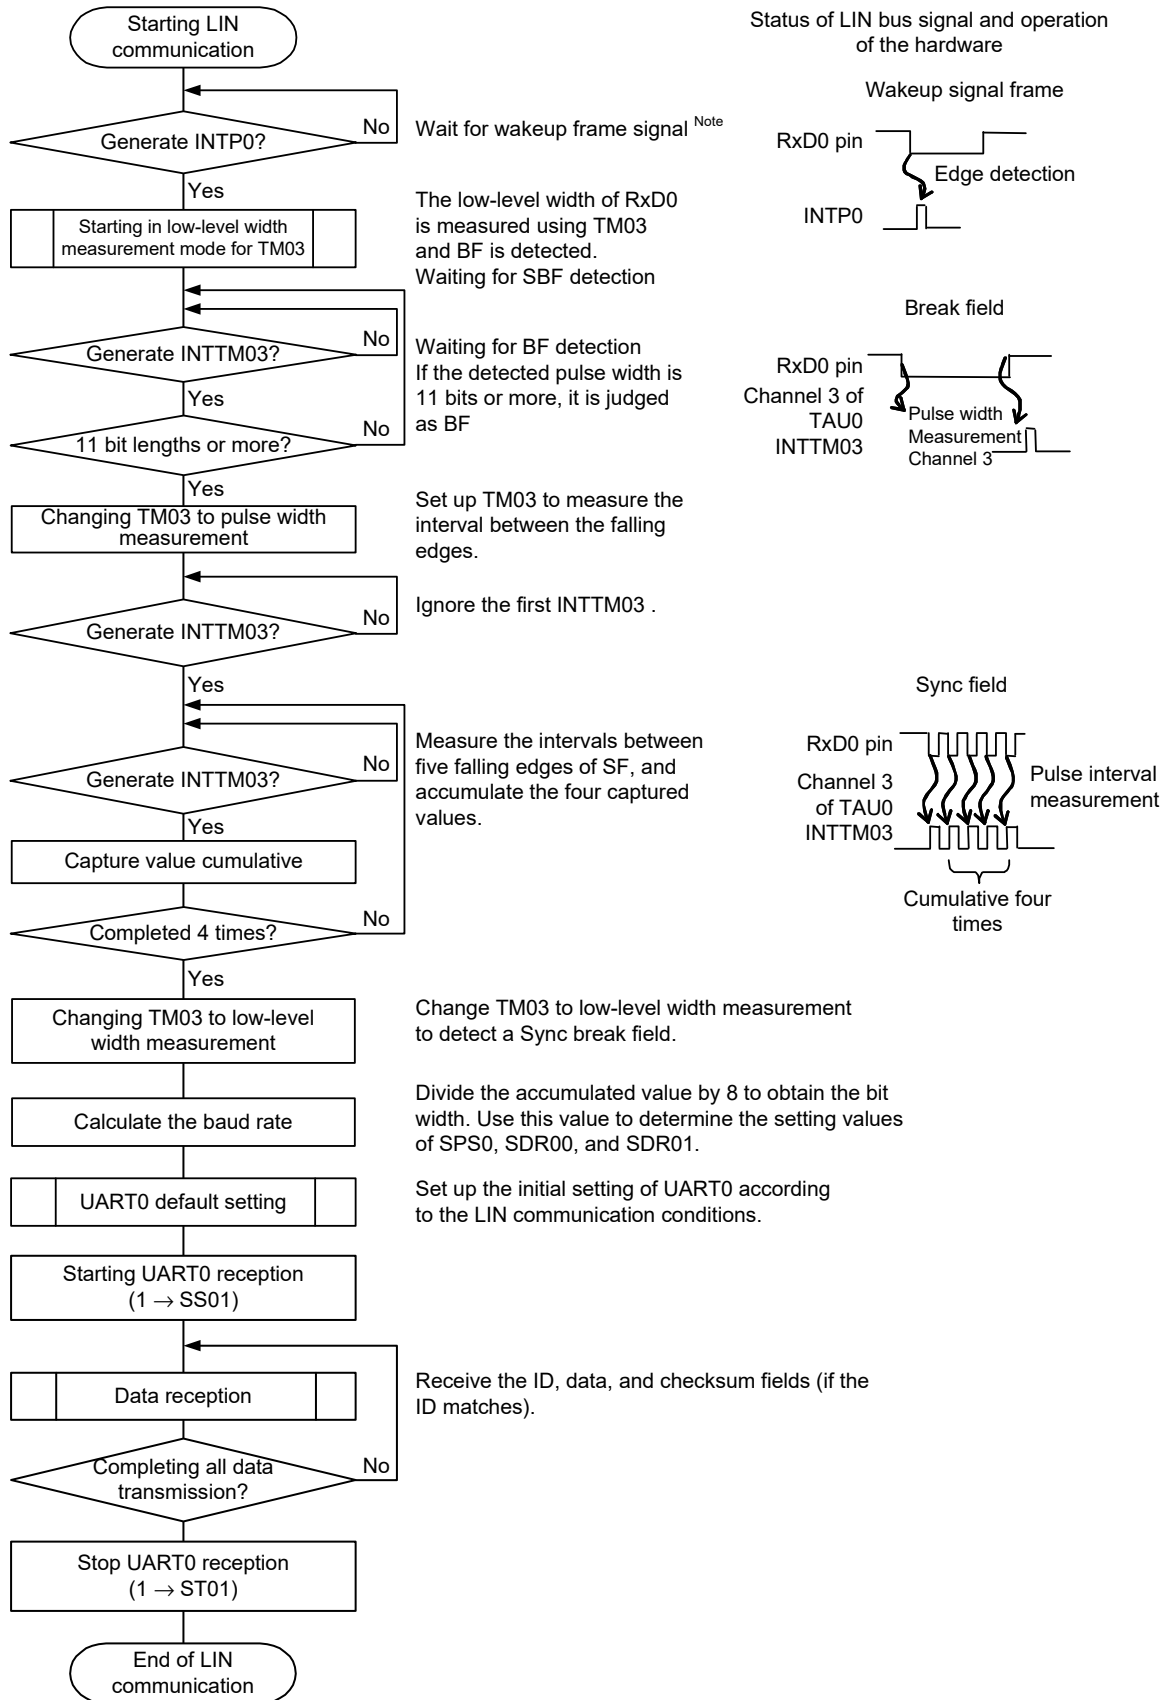 Starting LIN
communication
Generate INTP0?
No
Yes
Wait for wakeup frame signal Note
Starting in low-level width
measurement mode for TM03
The low-level width of RxD0
is measured using TM03
and BF is detected.
Waiting for SBF detection
Generate INTTM03?
No
Yes
Waiting for BF detection
If the detected pulse width is
11 bits or more, it is judged
as BF
11 bit lengths or more?
No
Yes
Changing TM03 to pulse width
measurement
Set up TM03 to measure the
interval between the falling
edges.
Generate INTTM03?
No
Yes
Ignore the first INTTM03 .
Generate INTTM03?
No
Yes
Measure the intervals between
five falling edges of SF, and
accumulate the four captured
values.
Capture value cumulative
Completed 4 times?
No
Yes
Changing TM03 to low-level
width measurement
Change TM03 to low-level width measurement
to detect a Sync break field.
Calculate the baud rate
Divide the accumulated value by 8 to obtain the bit
width. Use this value to determine the setting values
of SPS0, SDR00, and SDR01.
UART0 default setting
Set up the initial setting of UART0 according
to the LIN communication conditions.
Starting UART0 reception
(1 → SS01)
Data reception
Receive the ID, data, and checksum fields (if the
ID matches).
Completing all data
transmission?
No
Stop UART0 reception
(1 → ST01)
End of LIN
communication
Status of LIN bus signal and operation
of the hardware
Wakeup signal frame
RxD0 pin
Edge detection
INTP0
Break field
RxD0 pin
Channel 3 of
TAU0
INTTM03
Pulse width
Measurement
Channel 3
Sync field
RxD0 pin
Channel 3
of TAU0
INTTM03
Pulse interval
measurement
Cumulative four
times